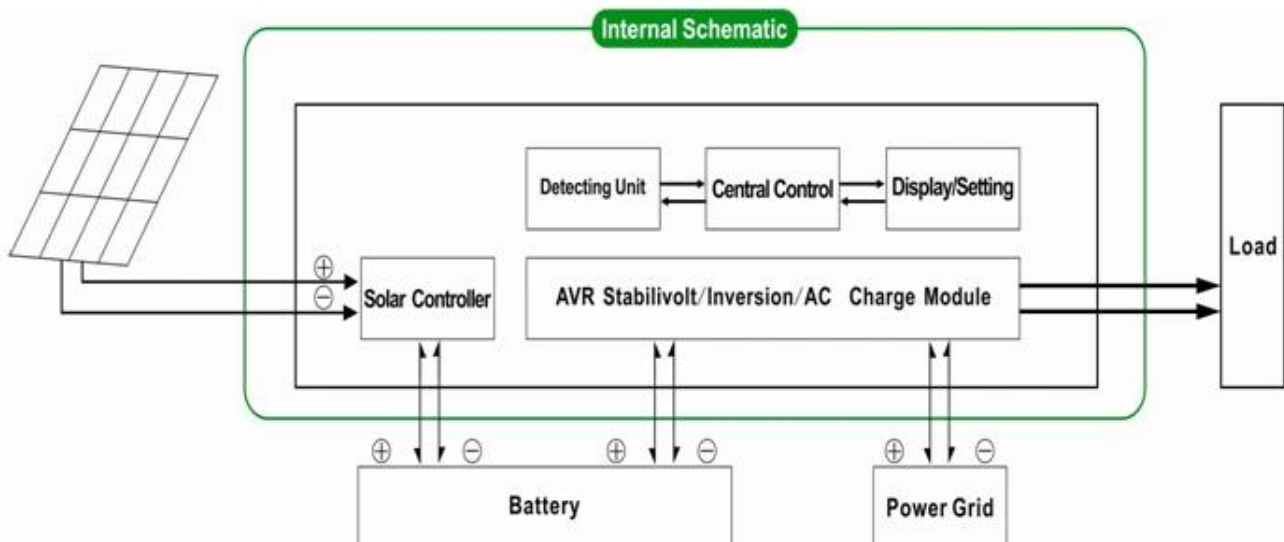 Internal Schematic
Detecting Unit
Central Control
Display/Setting
Load
⊕
⊖
Solar Controller
AVR Stabilivolt/Inversion/AC Charge Module
⊕ ⊖ ⊕ ⊖ ⊕ ⊖
Battery
Power Grid